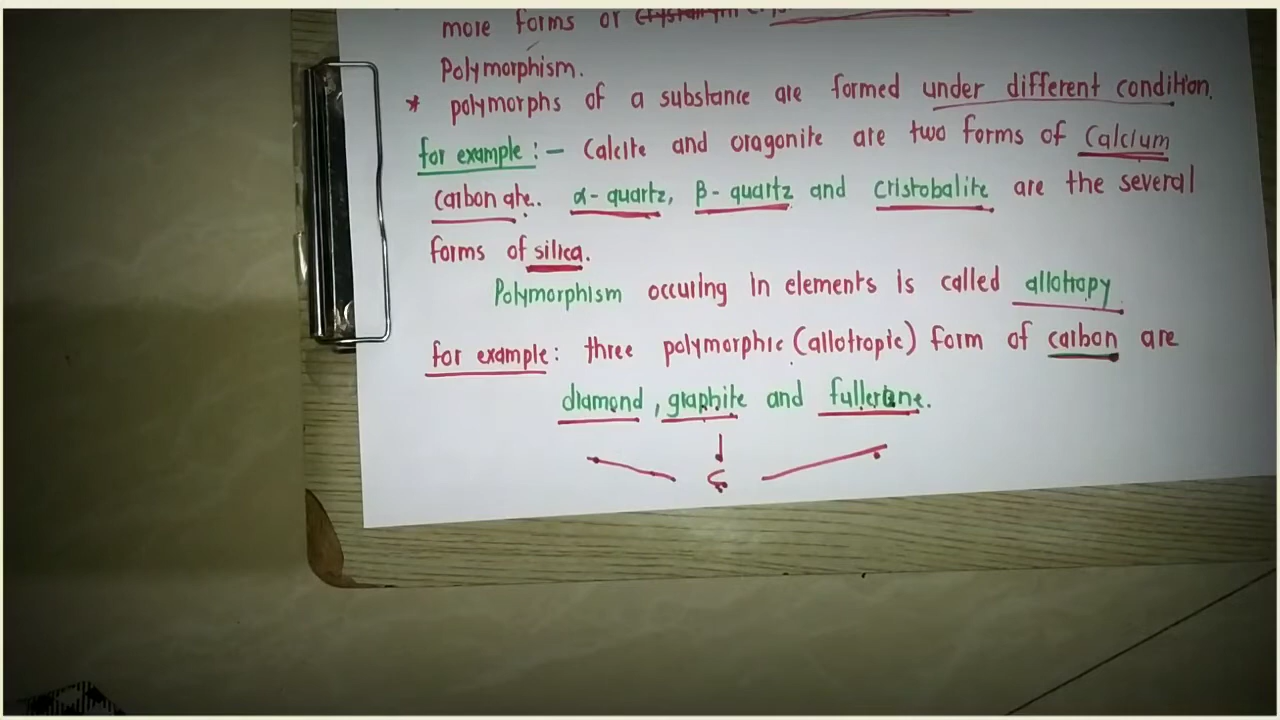 more forms or
Polymorphism.
* polymorphs of a substance are formed under different condition.
for example :- Calcite and oragonite are two forms of Calcium
carbonate. α-quartz, β-quartz and cristobalite are the several
forms of silica.
Polymorphism occuring in elements is called allotropy
for example: three polymorphic (allotropic) form of carbon are
diamond, graphite and fullerene.
C